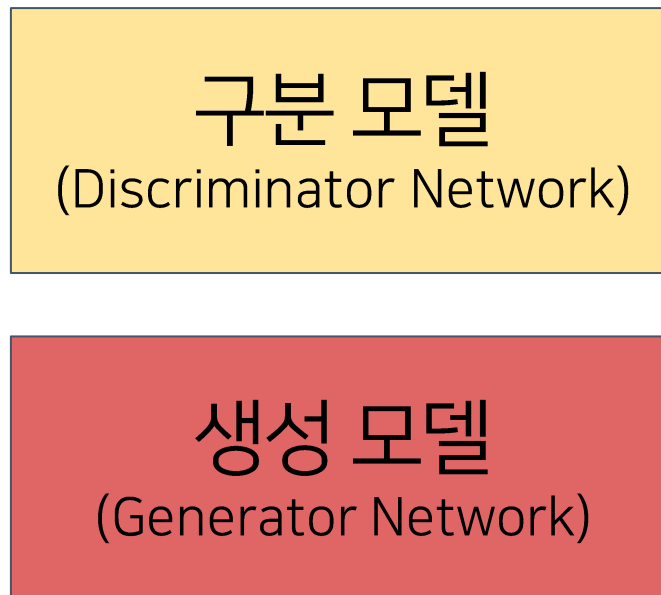 구분 모델
(Discriminator Network)
생성 모델
(Generator Network)